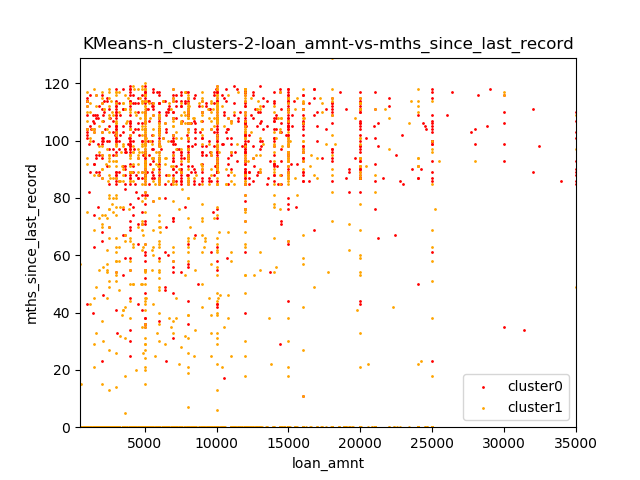 KMeans-n_clusters-2-loan_amnt-vs-mths_since_last_record
120
100
80
60
40
20
0
mths_since_last_record
5000 10000 15000 20000 25000 30000 35000
loan_amnt
cluster0
cluster1